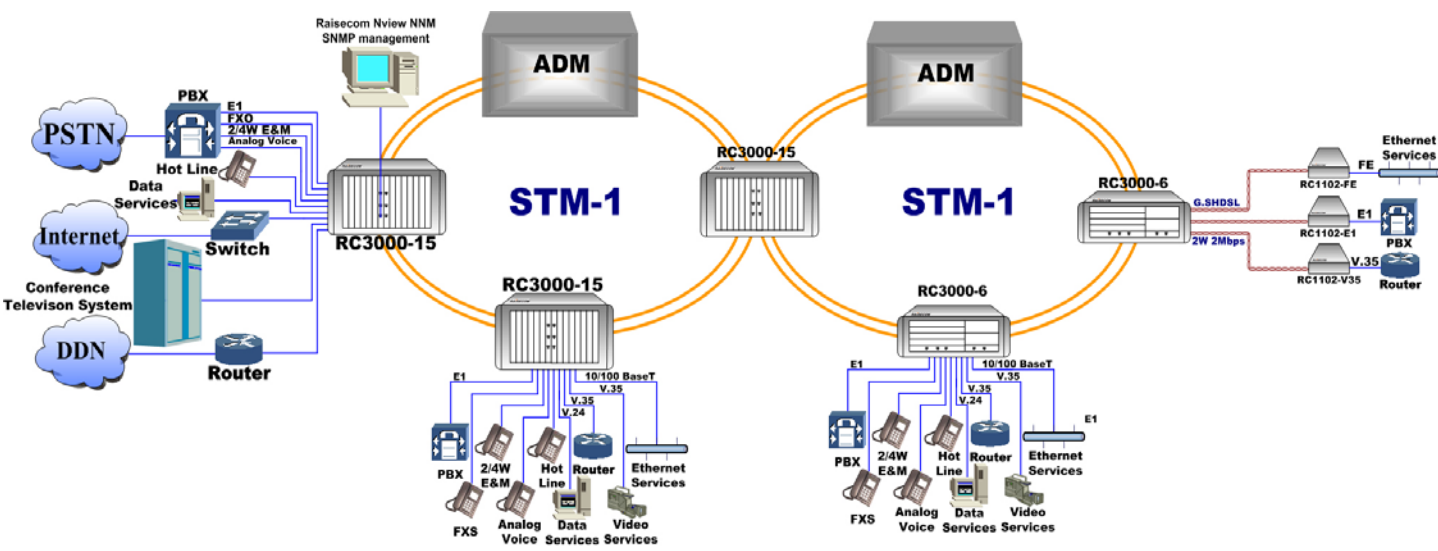 Raisecom Nview NNM
SNMP management
ADM
ADM
PBX
E1
FXO
2/4W E&M
Analog Voice
PSTN
Hot Line
Data
Services
Internet
Switch
RC3000-15
Conference
Televison System
DDN
Router
STM-1
RC3000-15
STM-1
RC3000-6
G.SHDSL
2W 2Mbps
FE
Ethernet
Services
RC1102-FE
E1
RC1102-E1
PBX
V.35
RC1102-V35
Router
RC3000-15
E1
10/100 BaseT
V.35
V.35
V.24
PBX
2/4W
E&M
Hot
Line
Router
Ethernet
Services
FXS
Analog
Voice
Data
Services
Video
Services
RC3000-6
E1
10/100 BaseT
V.35
V.35
V.24
E1
PBX
2/4W
E&M
Hot
Line
Router
Ethernet
Services
FXS
Analog
Voice
Data
Services
Video
Services